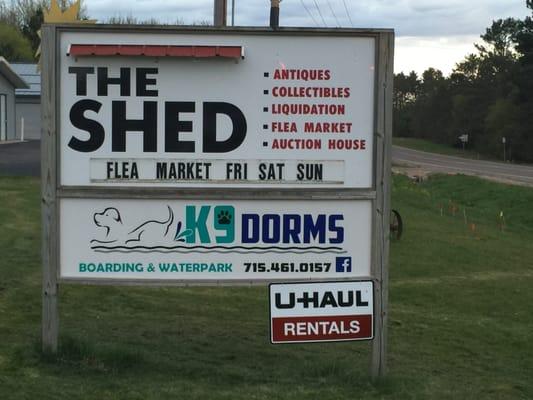 THE
SHED
▪ ANTIQUES
▪ COLLECTIBLES
▪ LIQUIDATION
▪ FLEA MARKET
▪ AUCTION HOUSE
FLEA MARKET FRI SAT SUN
K9 DORMS
BOARDING & WATERPARK 715.461.0157 f
U-HAUL
RENTALS